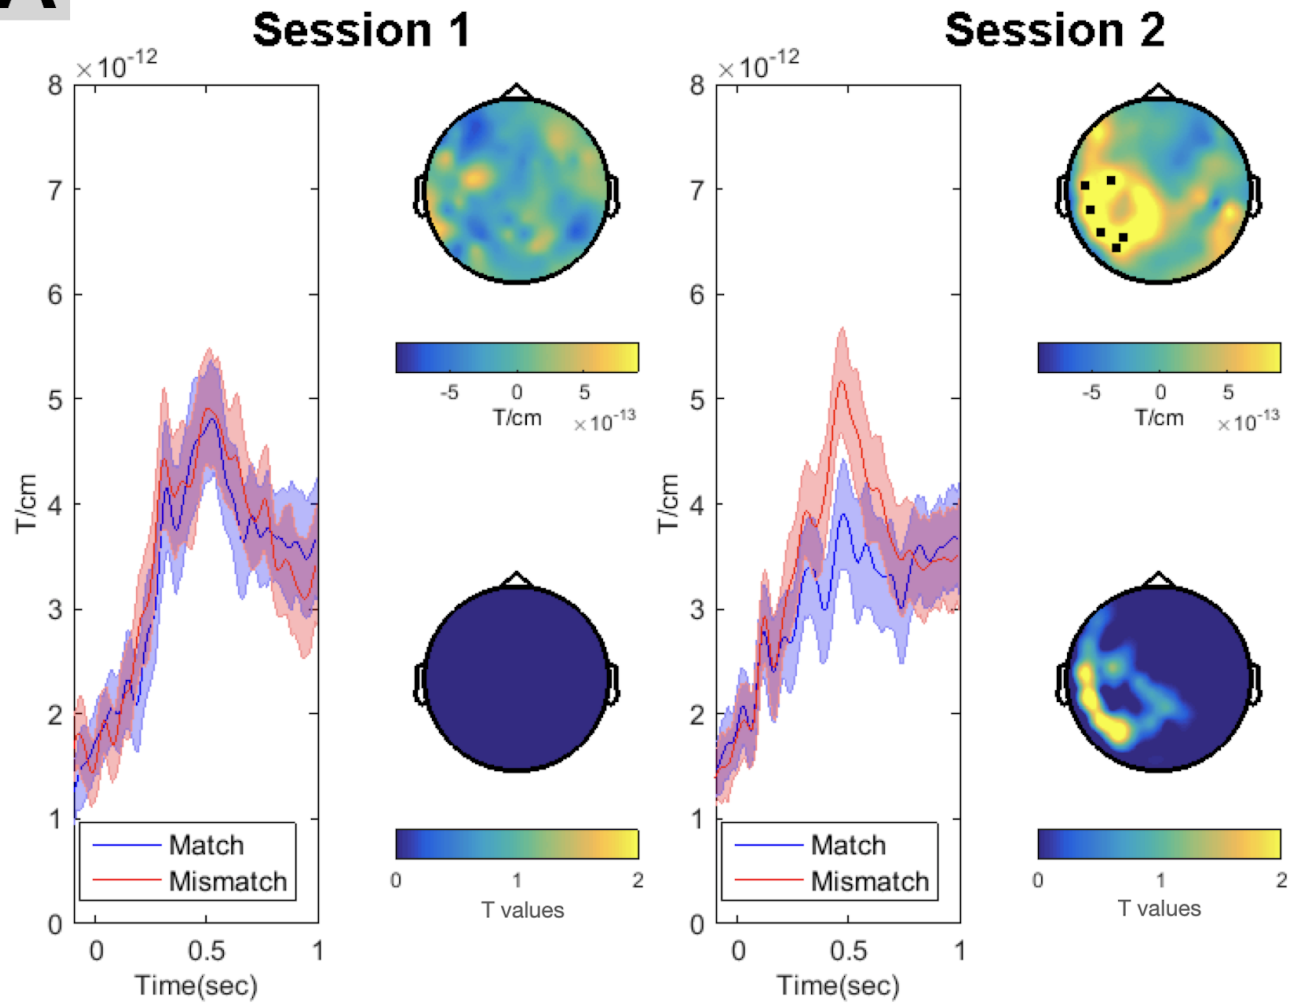 A
Session 1
Session 2
×10-12
8
7
6
5
4
3
2
1
0
T/cm
0
0.5
1
Time(sec)
Match
Mismatch
-5
0
5
T/cm
×10-13
0
1
2
T values
×10-12
8
7
6
5
4
3
2
1
0
T/cm
0
0.5
1
Time(sec)
Match
Mismatch
-5
0
5
T/cm
×10-13
0
1
2
T values